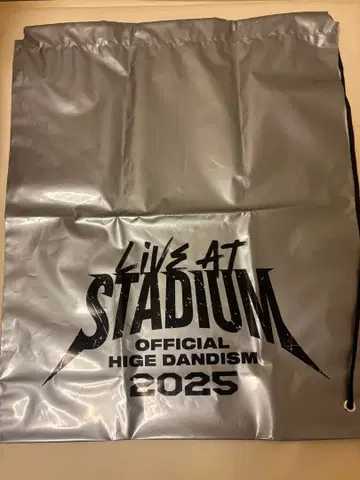 LiVE AT
STADIUM
OFFICIAL
HIGE DANDISM
2025